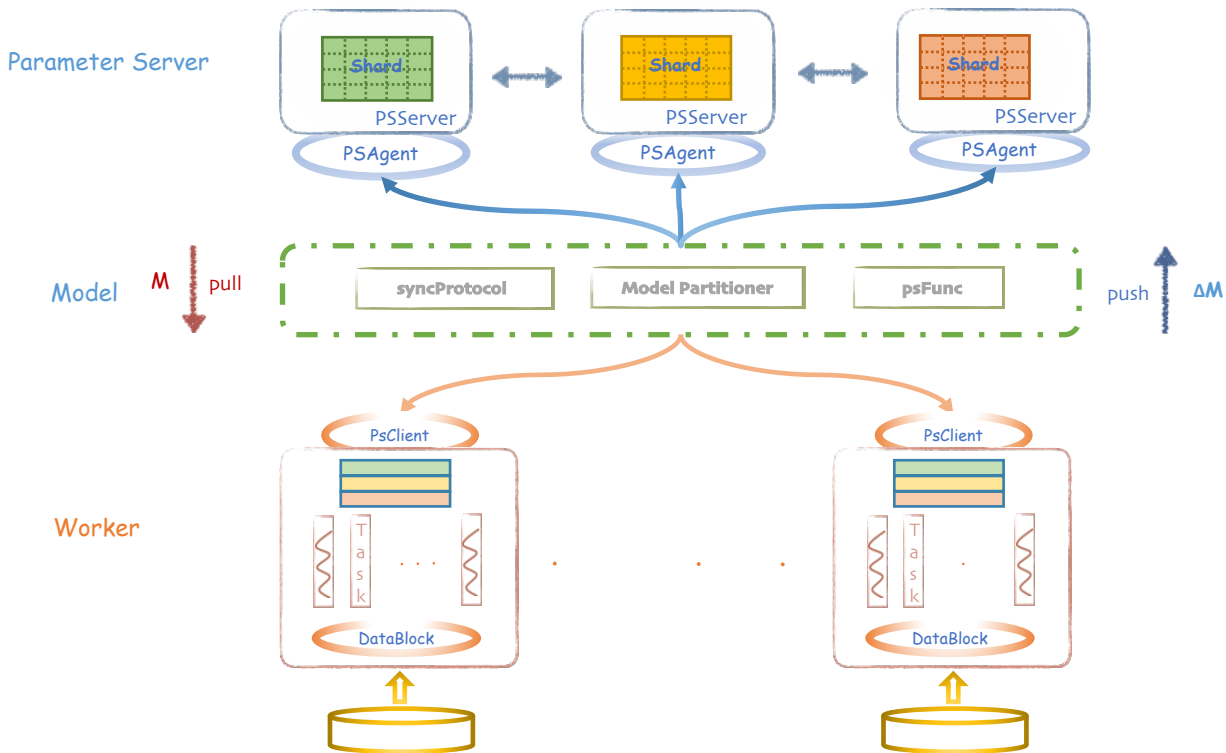 Parameter Server
Shard
PSServer
PSAgent
Shard
PSServer
PSAgent
Shard
PSServer
PSAgent
Model
M
pull
syncProtocol
Model Partitioner
psFunc
push
ΔM
Worker
PsClient
Task
. . .
DataBlock
. . .
PsClient
Task
.
DataBlock